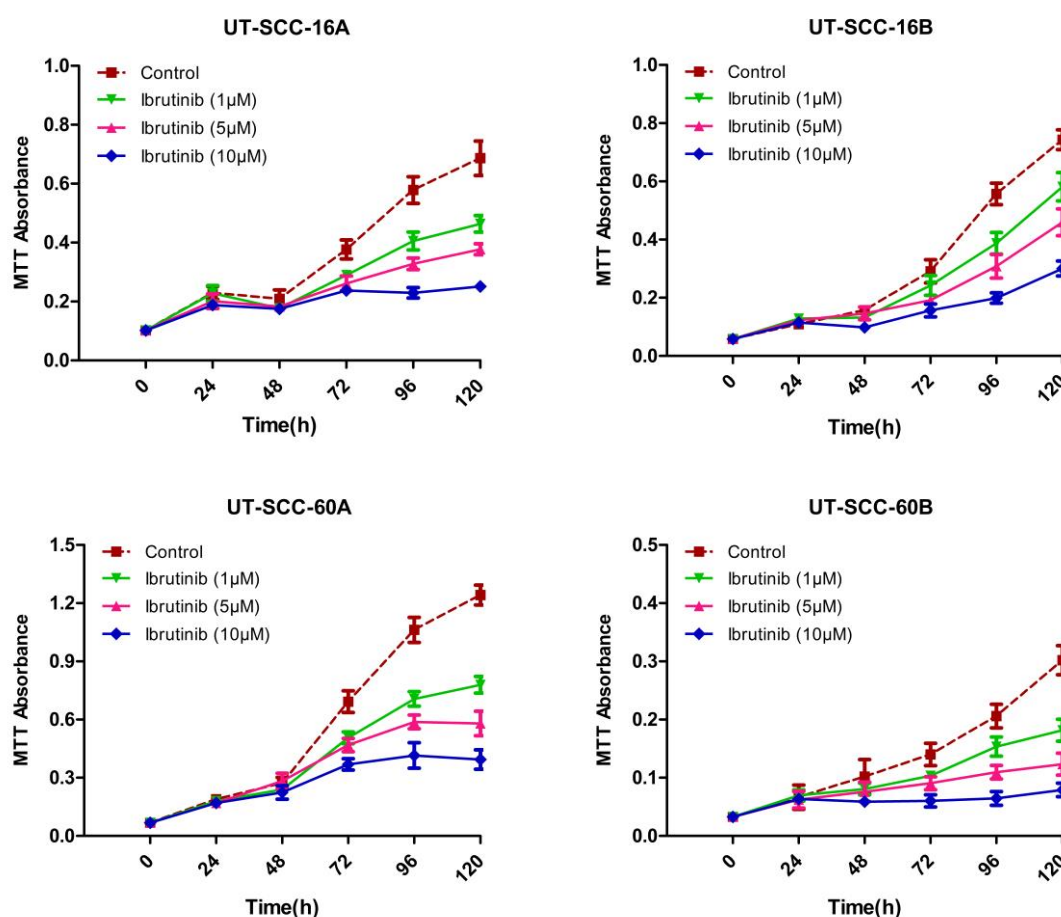 UT-SCC-16A
1.0
0.8
0.6
0.4
0.2
0.0
MTT Absorbance
Control
Ibrutinib (1µM)
Ibrutinib (5µM)
Ibrutinib (10µM)
0 24 48 72 96 120
Time(h)
UT-SCC-16B
1.0
0.8
0.6
0.4
0.2
0.0
MTT Absorbance
Control
Ibrutinib (1µM)
Ibrutinib (5µM)
Ibrutinib (10µM)
0 24 48 72 96 120
Time(h)
UT-SCC-60A
1.5
1.2
0.9
0.6
0.3
0.0
MTT Absorbance
Control
Ibrutinib (1µM)
Ibrutinib (5µM)
Ibrutinib (10µM)
0 24 48 72 96 120
Time(h)
UT-SCC-60B
0.5
0.4
0.3
0.2
0.1
0.0
MTT Absorbance
Control
Ibrutinib (1µM)
Ibrutinib (5µM)
Ibrutinib (10µM)
0 24 48 72 96 120
Time(h)